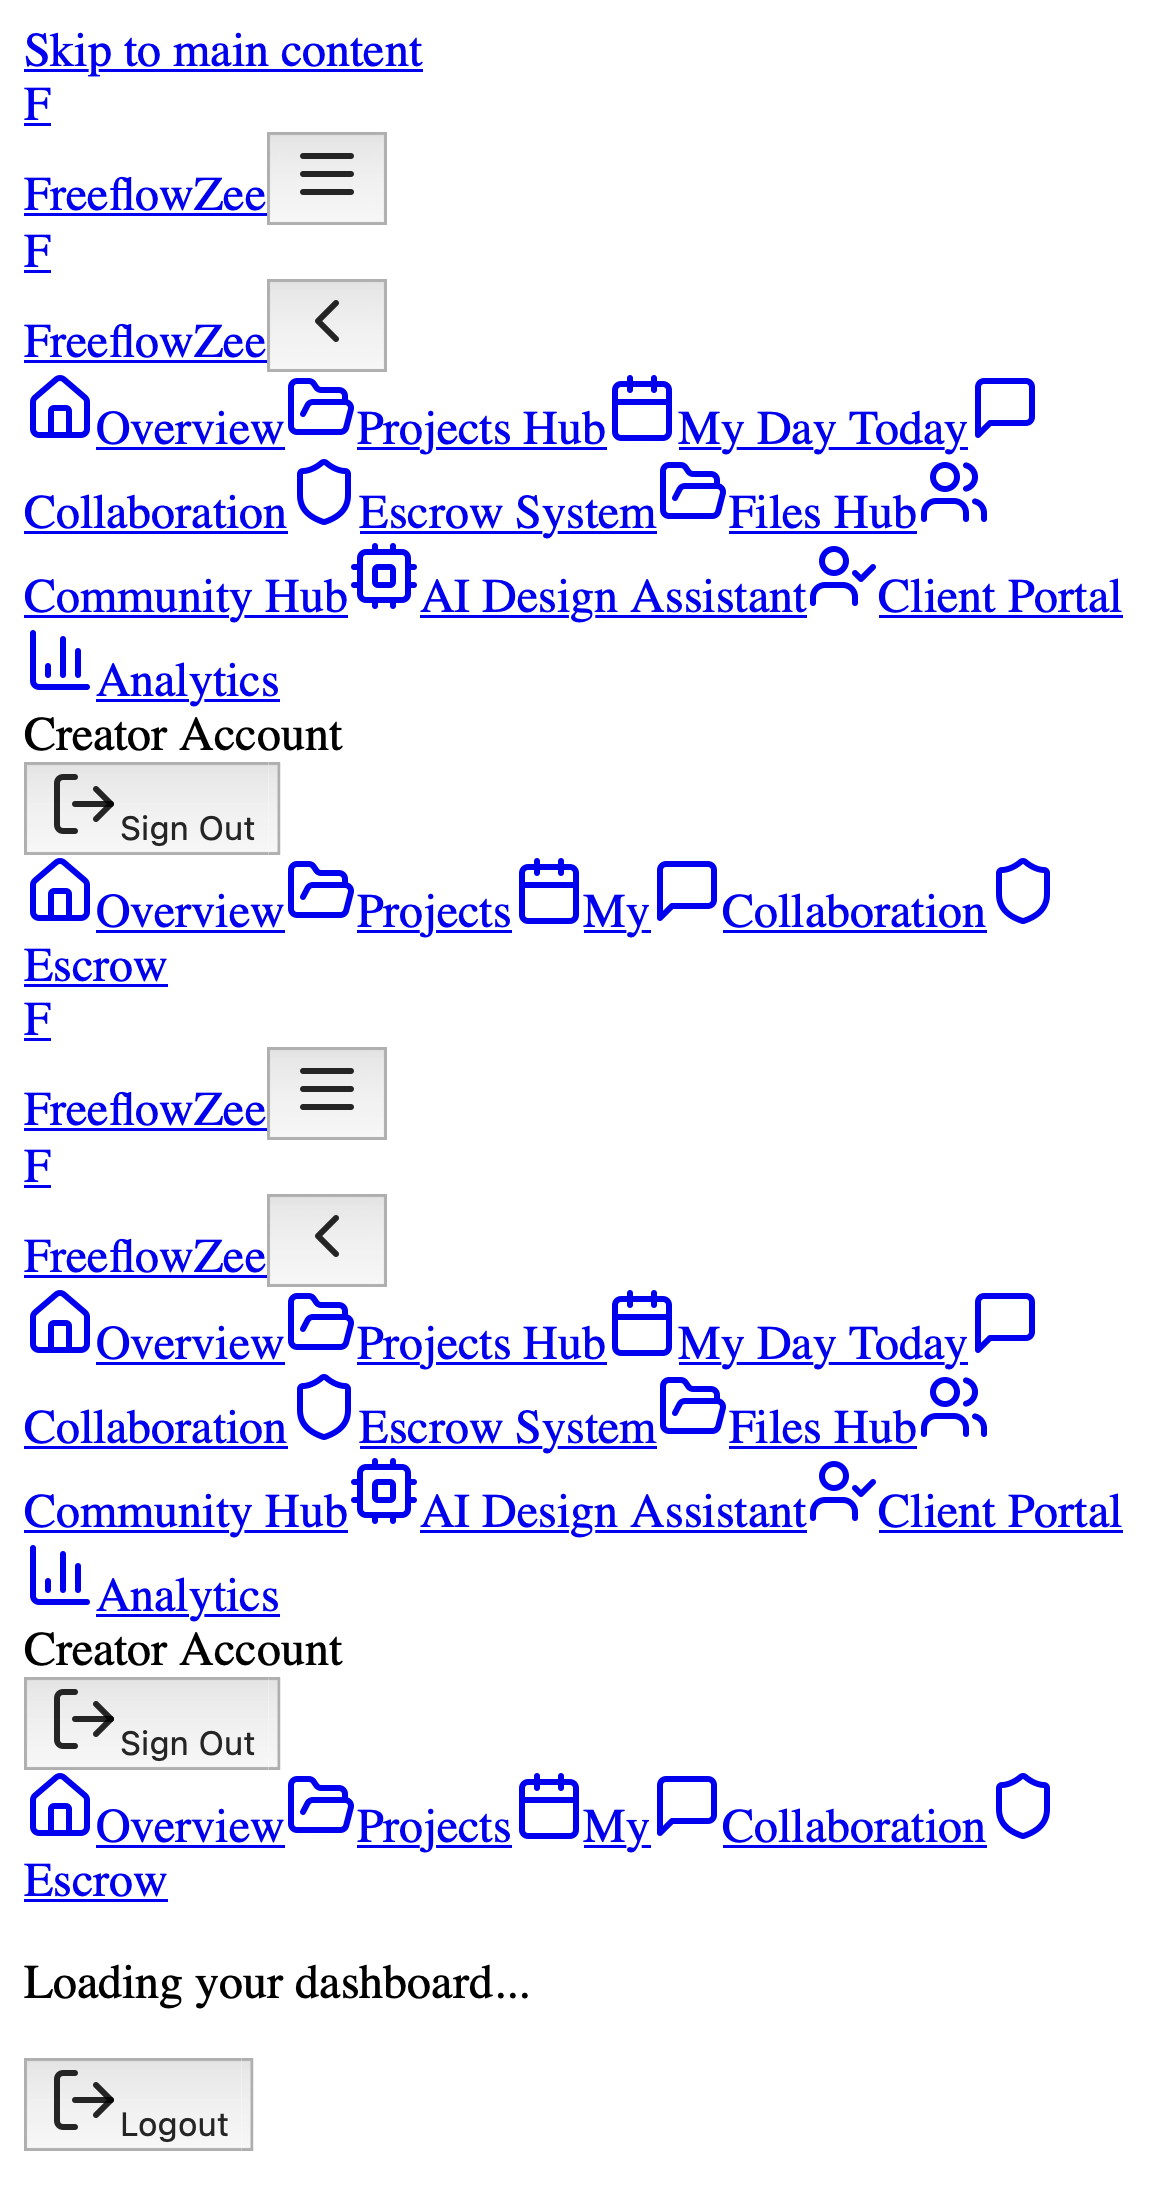 Skip to main content
F
FreeflowZee
F
FreeflowZee
Overview Projects Hub My Day Today
Collaboration Escrow System Files Hub
Community Hub AI Design Assistant Client Portal
Analytics
Creator Account
Sign Out
Overview Projects My Collaboration
Escrow
F
FreeflowZee
F
FreeflowZee
Overview Projects Hub My Day Today
Collaboration Escrow System Files Hub
Community Hub AI Design Assistant Client Portal
Analytics
Creator Account
Sign Out
Overview Projects My Collaboration
Escrow
Loading your dashboard...
Logout